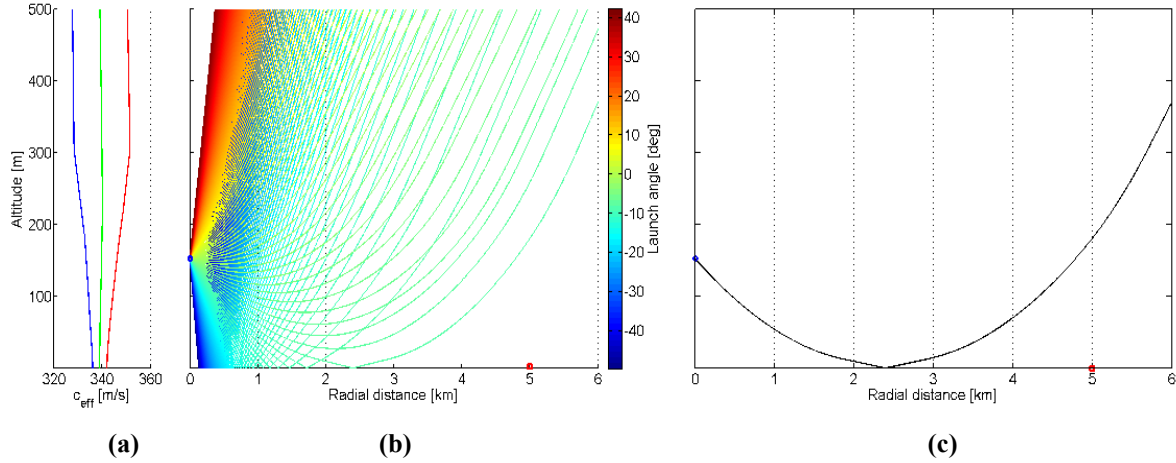 500
400
300
200
100
Altitude [m]
320 340 360
c_eff [m/s]
(a)
0 1 2 3 4 5 6
Radial distance [km]
(b)
40
30
20
10
0
-10
-20
-30
-40
Launch angle [deg]
0 1 2 3 4 5 6
Radial distance [km]
(c)